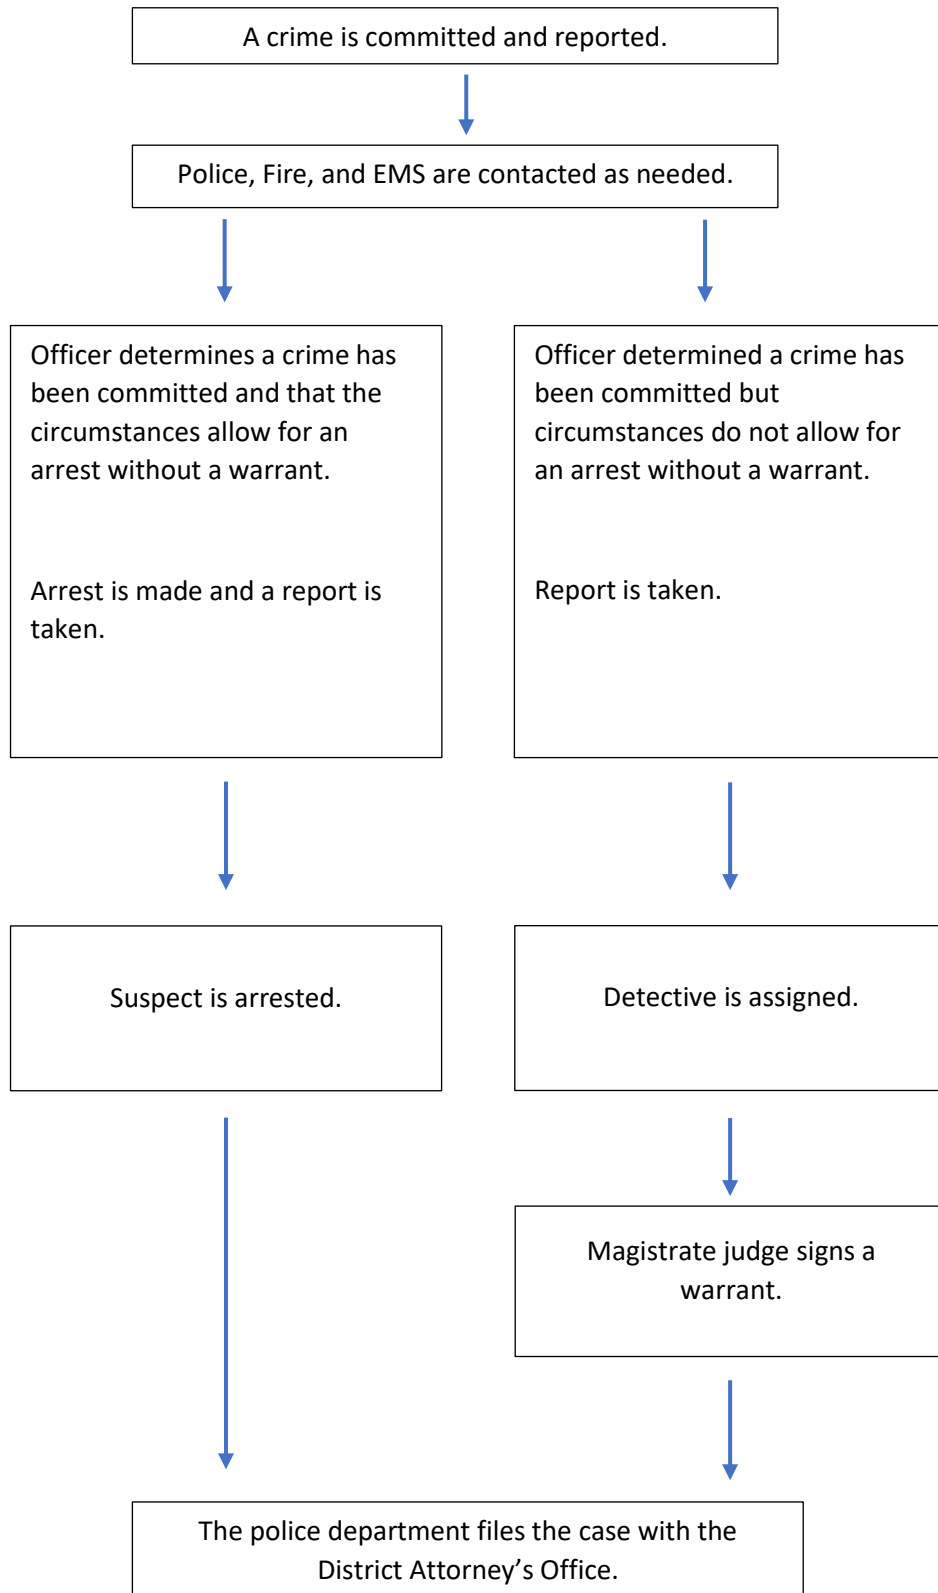 A crime is committed and reported.
Police, Fire, and EMS are contacted as needed.
Officer determines a crime has
been committed and that the
circumstances allow for an
arrest without a warrant.
Arrest is made and a report is
taken.
Officer determined a crime has
been committed but
circumstances do not allow for
an arrest without a warrant.
Report is taken.
Suspect is arrested.
Detective is assigned.
Magistrate judge signs a
warrant.
The police department files the case with the
District Attorney’s Office.